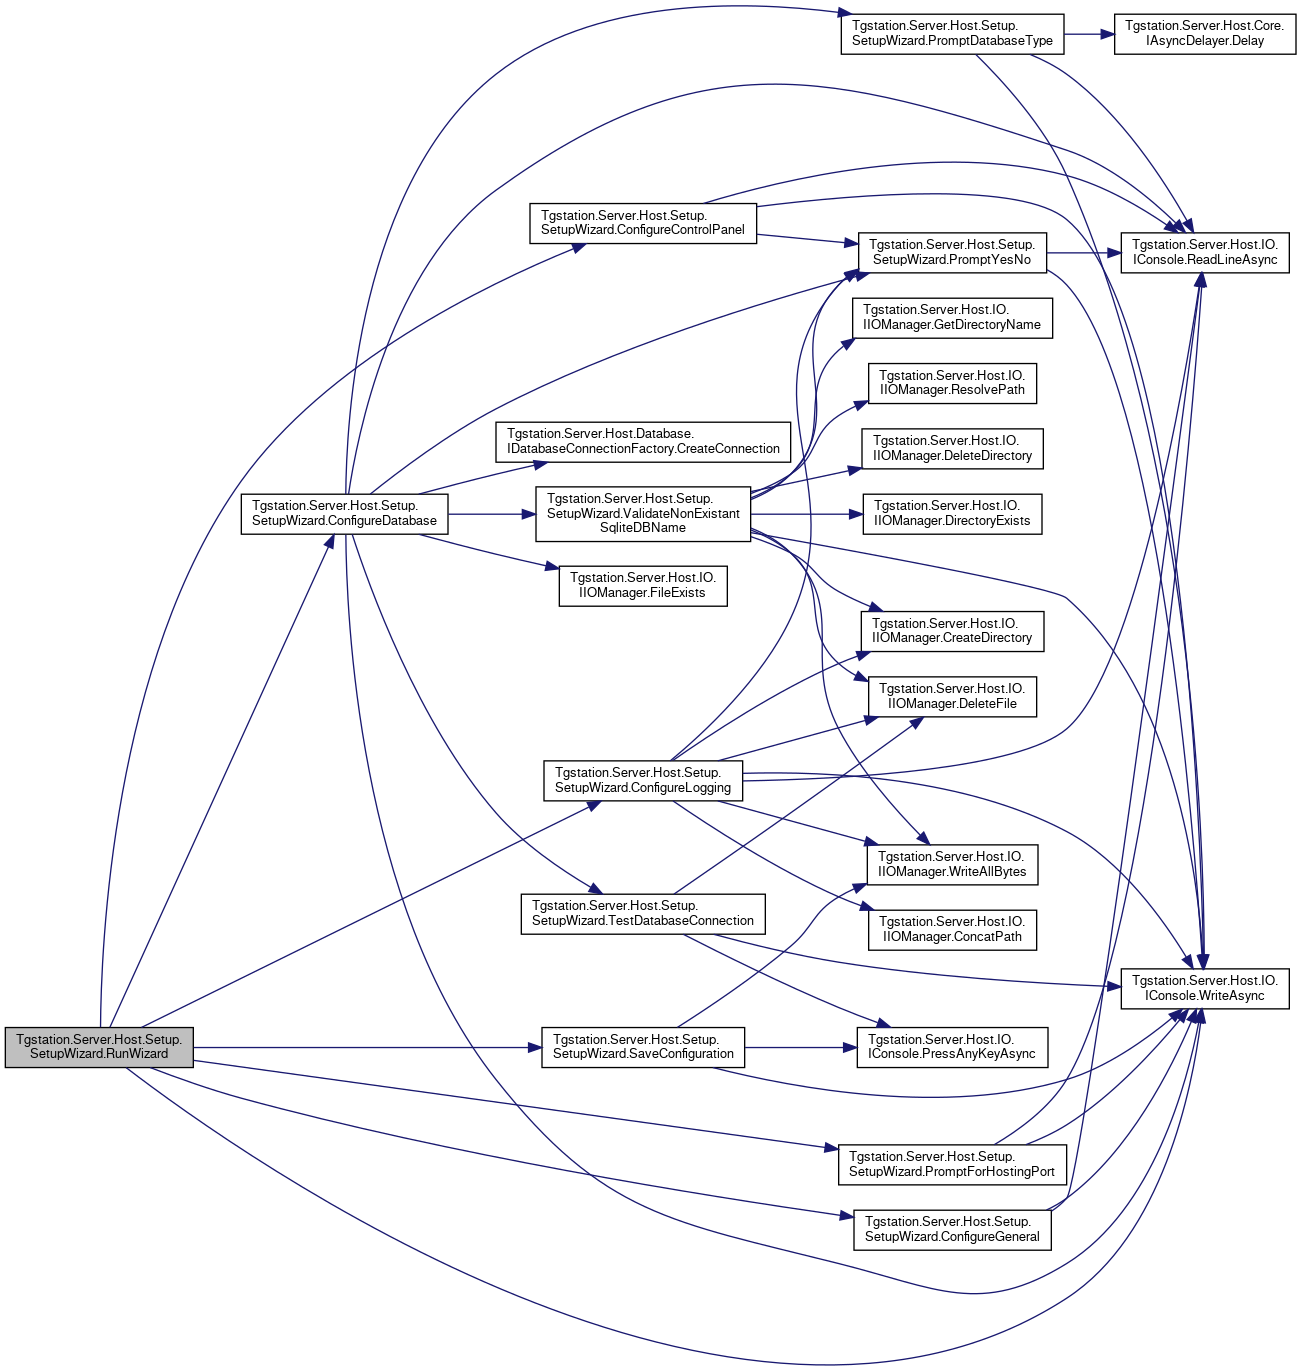 Tgstation.Server.Host.Setup.
SetupWizard.PromptDatabaseType
Tgstation.Server.Host.Core.
IAsyncDelayer.Delay
Tgstation.Server.Host.Setup.
SetupWizard.ConfigureControlPanel
Tgstation.Server.Host.Setup.
SetupWizard.PromptYesNo
Tgstation.Server.Host.IO.
IConsole.ReadLineAsync
Tgstation.Server.Host.IO.
IIOManager.GetDirectoryName
Tgstation.Server.Host.IO.
IIOManager.ResolvePath
Tgstation.Server.Host.Database.
IDatabaseConnectionFactory.CreateConnection
Tgstation.Server.Host.IO.
IIOManager.DeleteDirectory
Tgstation.Server.Host.Setup.
SetupWizard.ConfigureDatabase
Tgstation.Server.Host.Setup.
SetupWizard.ValidateNonExistant
SqliteDBName
Tgstation.Server.Host.IO.
IIOManager.DirectoryExists
Tgstation.Server.Host.IO.
IIOManager.FileExists
Tgstation.Server.Host.IO.
IIOManager.CreateDirectory
Tgstation.Server.Host.IO.
IIOManager.DeleteFile
Tgstation.Server.Host.Setup.
SetupWizard.ConfigureLogging
Tgstation.Server.Host.IO.
IIOManager.WriteAllBytes
Tgstation.Server.Host.Setup.
SetupWizard.TestDatabaseConnection
Tgstation.Server.Host.IO.
IIOManager.ConcatPath
Tgstation.Server.Host.IO.
IConsole.WriteAsync
Tgstation.Server.Host.Setup.
SetupWizard.RunWizard
Tgstation.Server.Host.Setup.
SetupWizard.SaveConfiguration
Tgstation.Server.Host.IO.
IConsole.PressAnyKeyAsync
Tgstation.Server.Host.Setup.
SetupWizard.PromptForHostingPort
Tgstation.Server.Host.Setup.
SetupWizard.ConfigureGeneral